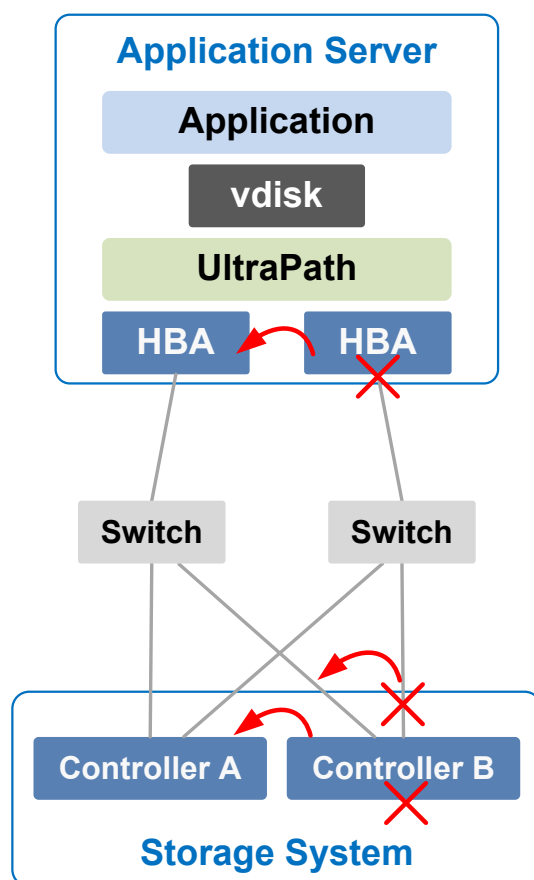 Application Server
Application
vdisk
UltraPath
HBA HBA
Switch Switch
Controller A Controller B
Storage System